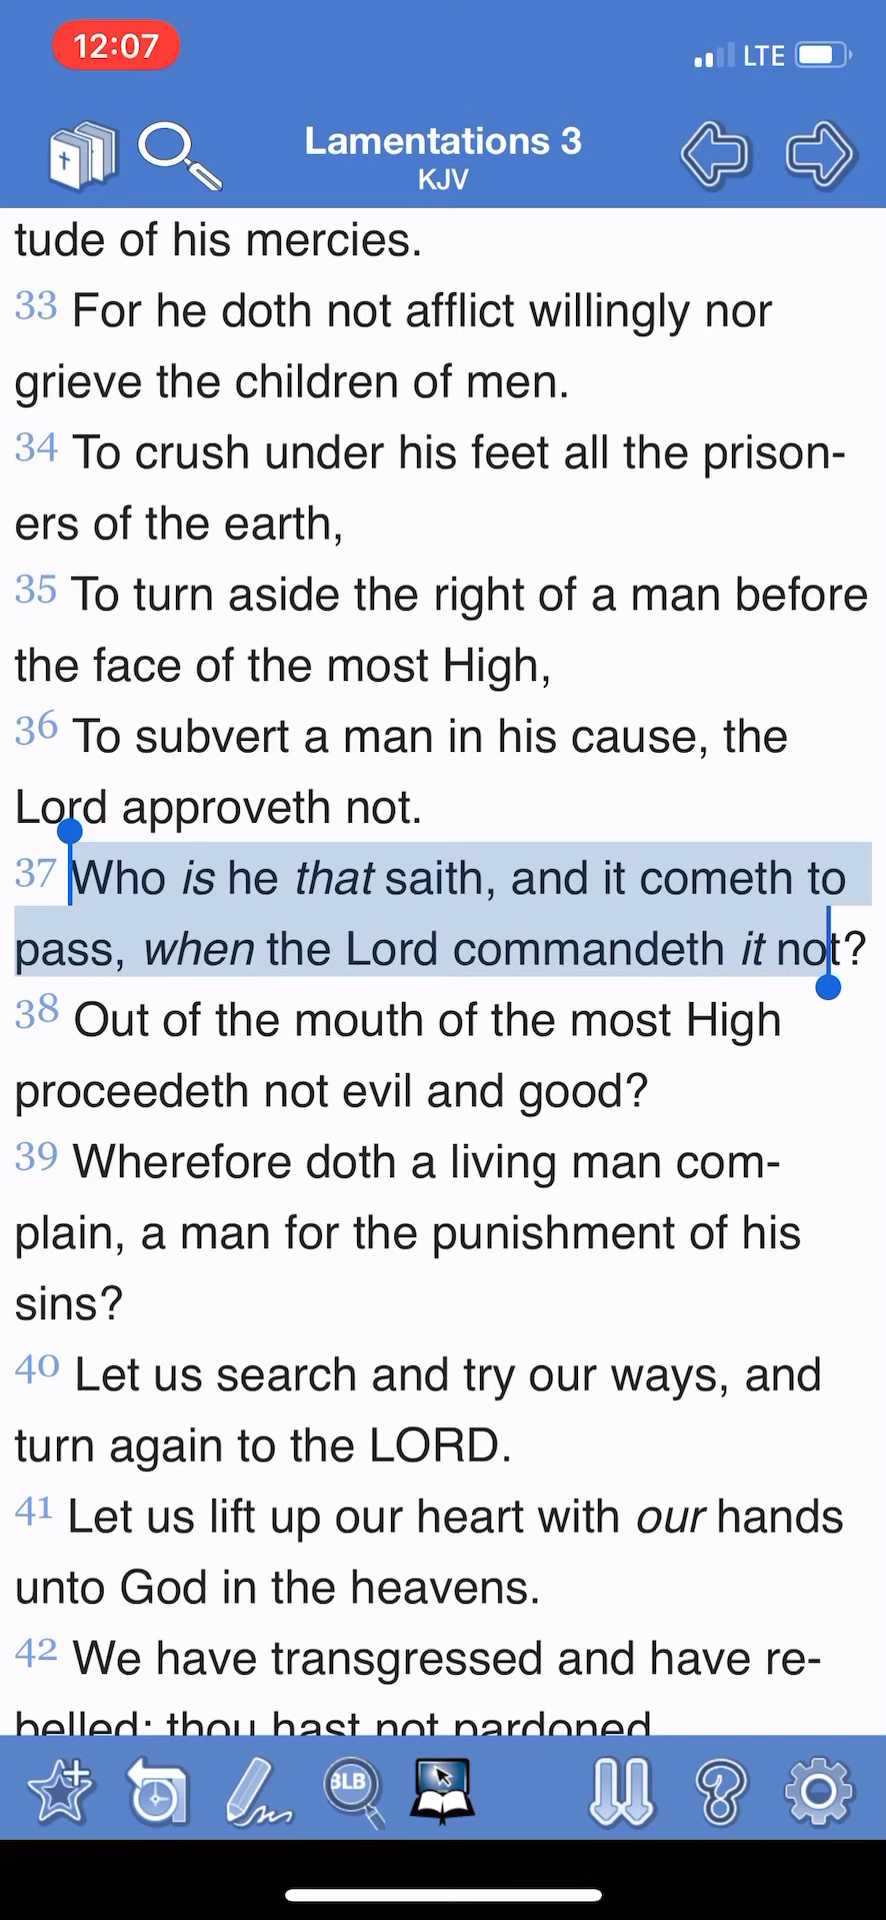 12:07
LTE
Lamentations 3
KJV
tude of his mercies.
33 For he doth not afflict willingly nor
grieve the children of men.
34 To crush under his feet all the prison-
ers of the earth,
35 To turn aside the right of a man before
the face of the most High,
36 To subvert a man in his cause, the
Lord approveth not.
37 Who is he that saith, and it cometh to
pass, when the Lord commandeth it not?
38 Out of the mouth of the most High
proceedeth not evil and good?
39 Wherefore doth a living man com-
plain, a man for the punishment of his
sins?
40 Let us search and try our ways, and
turn again to the LORD.
41 Let us lift up our heart with our hands
unto God in the heavens.
42 We have transgressed and have re-
belled: thou hast not pardoned
BLB